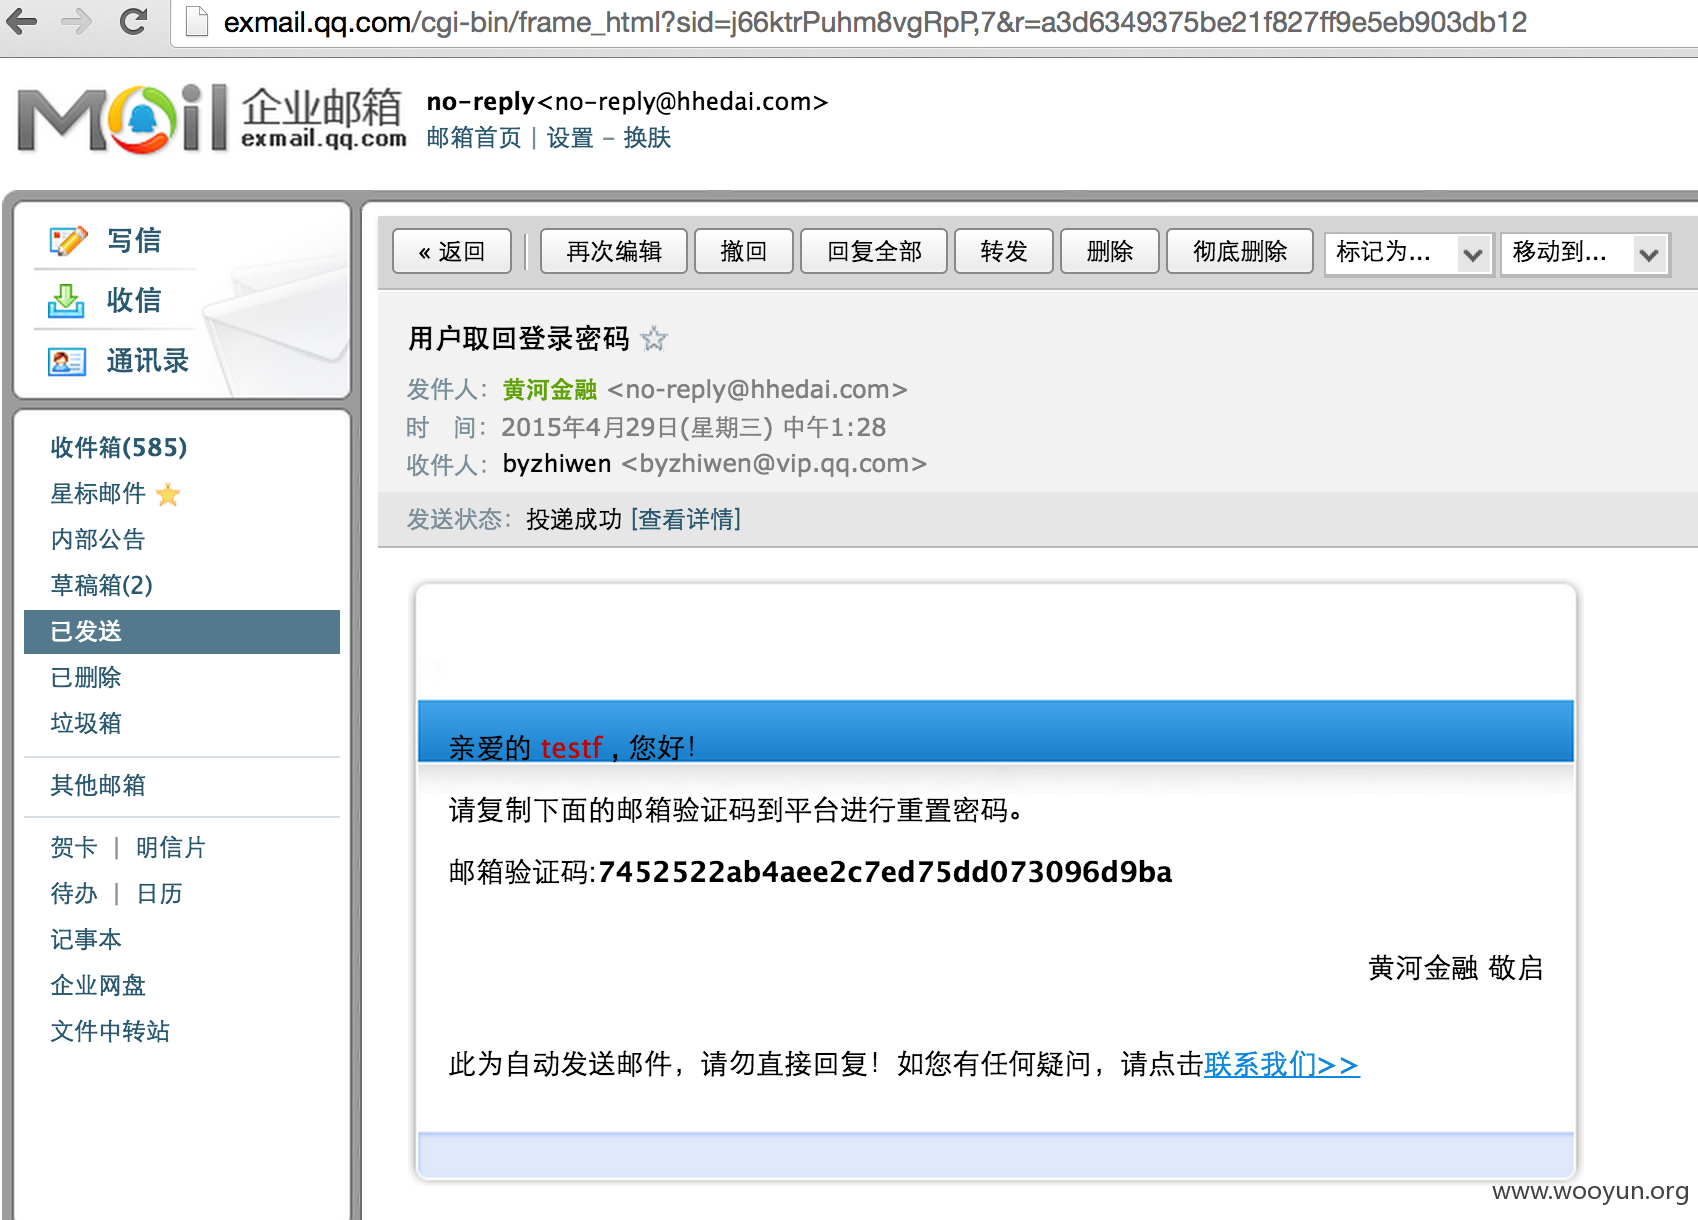 exmail.qq.com/cgi-bin/frame_html?sid=j66ktrPuhm8vgRpP,7&r=a3d6349375be21f827ff9e5eb903db12
Mail 企业邮箱 exmail.qq.com
no-reply<no-reply@hhedai.com>
邮箱首页 | 设置 - 换肤
写信
收信
通讯录
收件箱(585)
星标邮件
内部公告
草稿箱(2)
已发送
已删除
垃圾箱
其他邮箱
贺卡 | 明信片
待办 | 日历
记事本
企业网盘
文件中转站
« 返回 再次编辑 撤回 回复全部 转发 删除 彻底删除 标记为... 移动到...
用户取回登录密码
发件人: 黄河金融 <no-reply@hhedai.com>
时 间: 2015年4月29日(星期三) 中午1:28
收件人: byzhiwen <byzhiwen@vip.qq.com>
发送状态: 投递成功 [查看详情]
亲爱的 testf , 您好!
请复制下面的邮箱验证码到平台进行重置密码。
邮箱验证码:7452522ab4aee2c7ed75dd073096d9ba
黄河金融 敬启
此为自动发送邮件，请勿直接回复！如您有任何疑问，请点击联系我们>>
www.wooyun.org